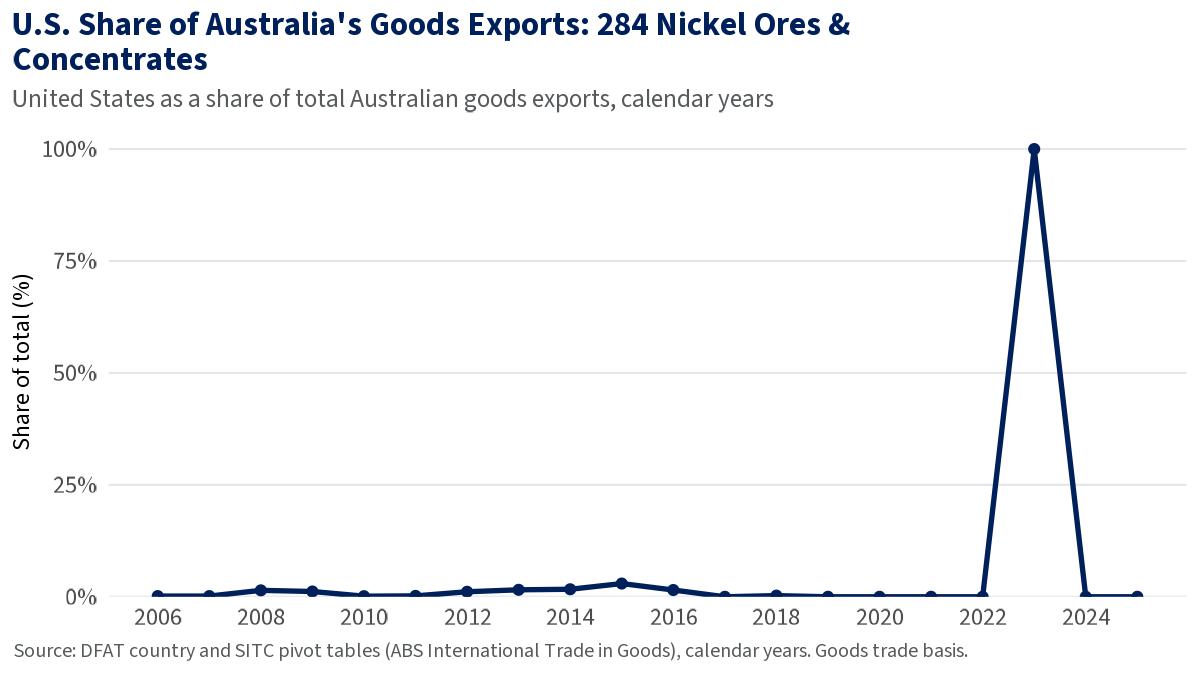 U.S. Share of Australia's Goods Exports: 284 Nickel Ores &
Concentrates
United States as a share of total Australian goods exports, calendar years
Share of total (%)
100%
75%
50%
25%
0%
2006 2008 2010 2012 2014 2016 2018 2020 2022 2024
Source: DFAT country and SITC pivot tables (ABS International Trade in Goods), calendar years. Goods trade basis.